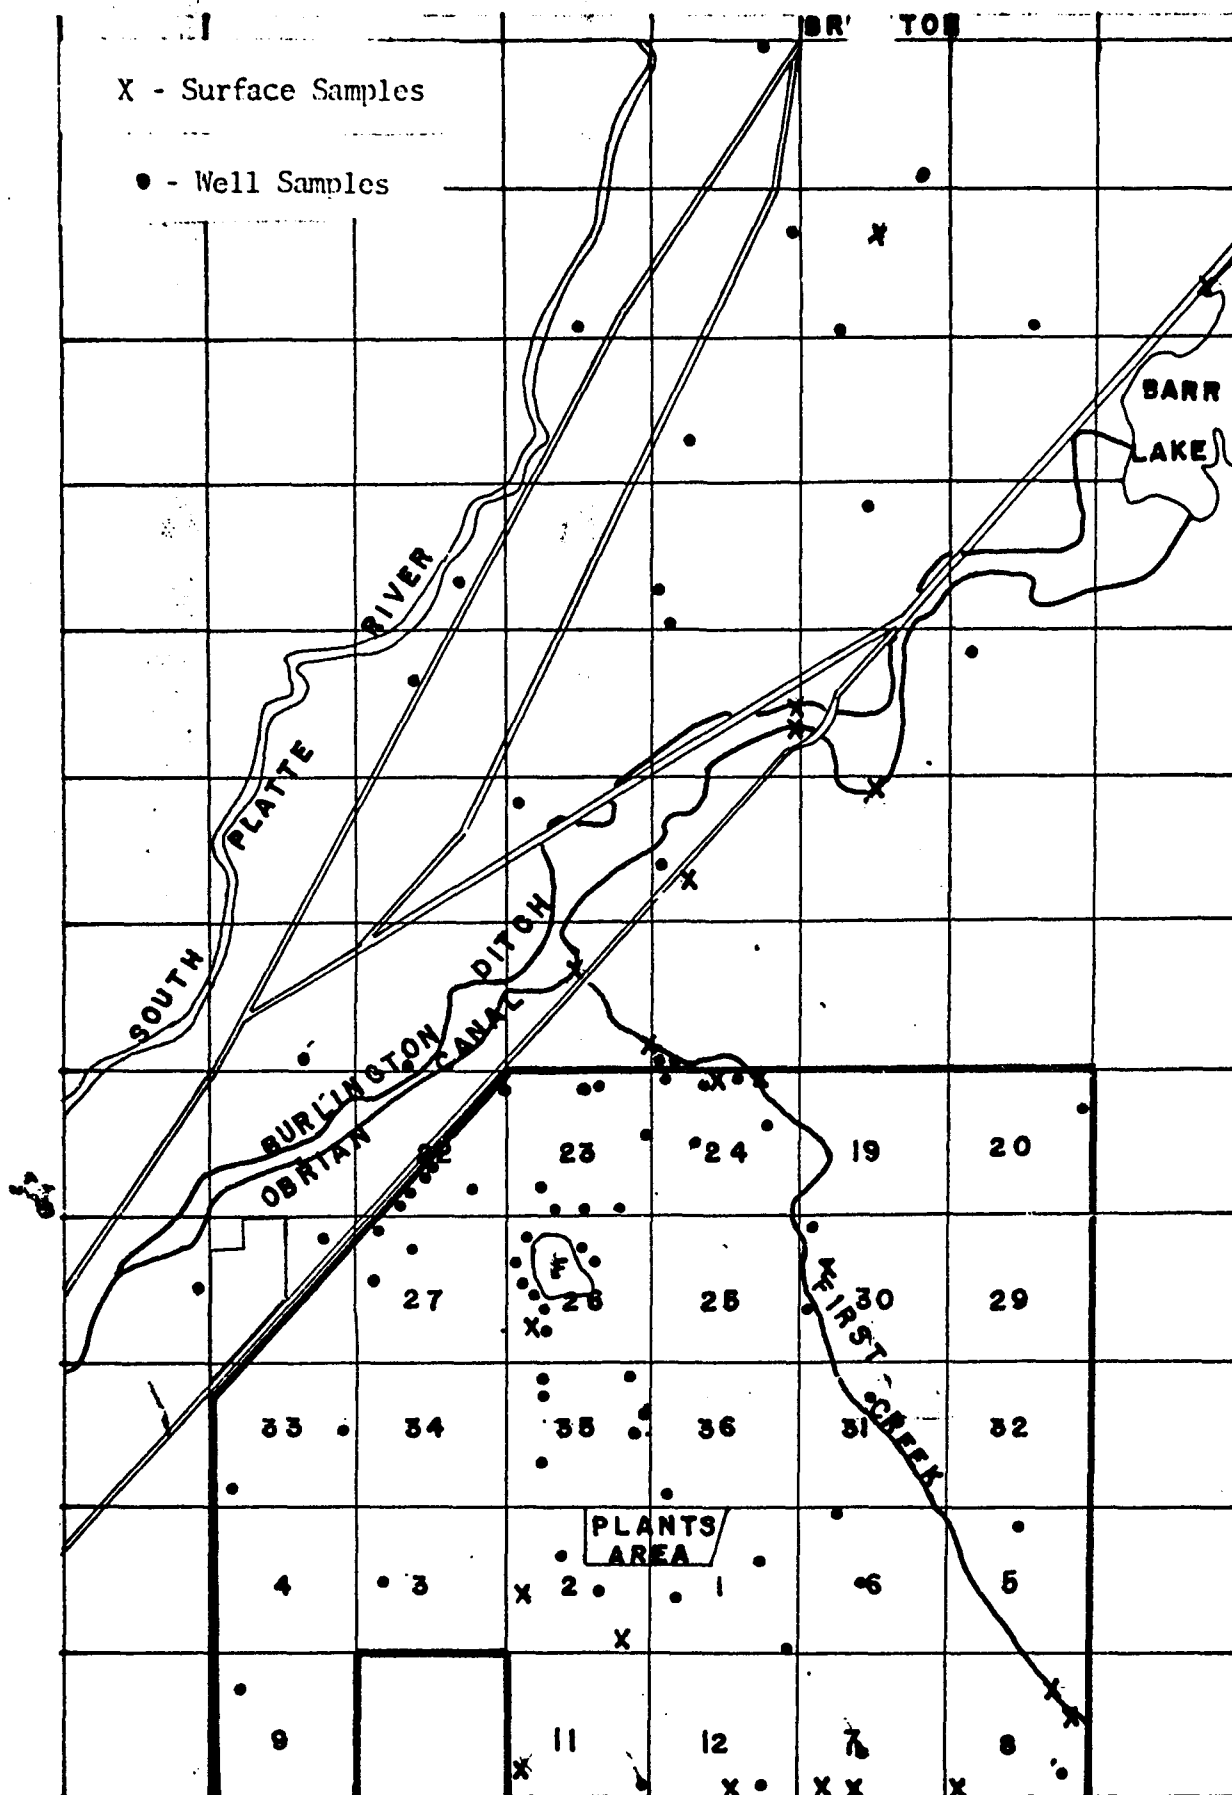 X - Surface Samples
● - Well Samples
BARR
LAKE
RIVER
PLATTE
SOUTH
DITCH
BURLINGTON
CANAL
OBRIAN
23
24
19
20
27
26
25
30
29
FIRST
CREEK
33
34
35
36
31
32
PLANTS
AREA
4
3
2
1
6
5
9
11
12
7
8